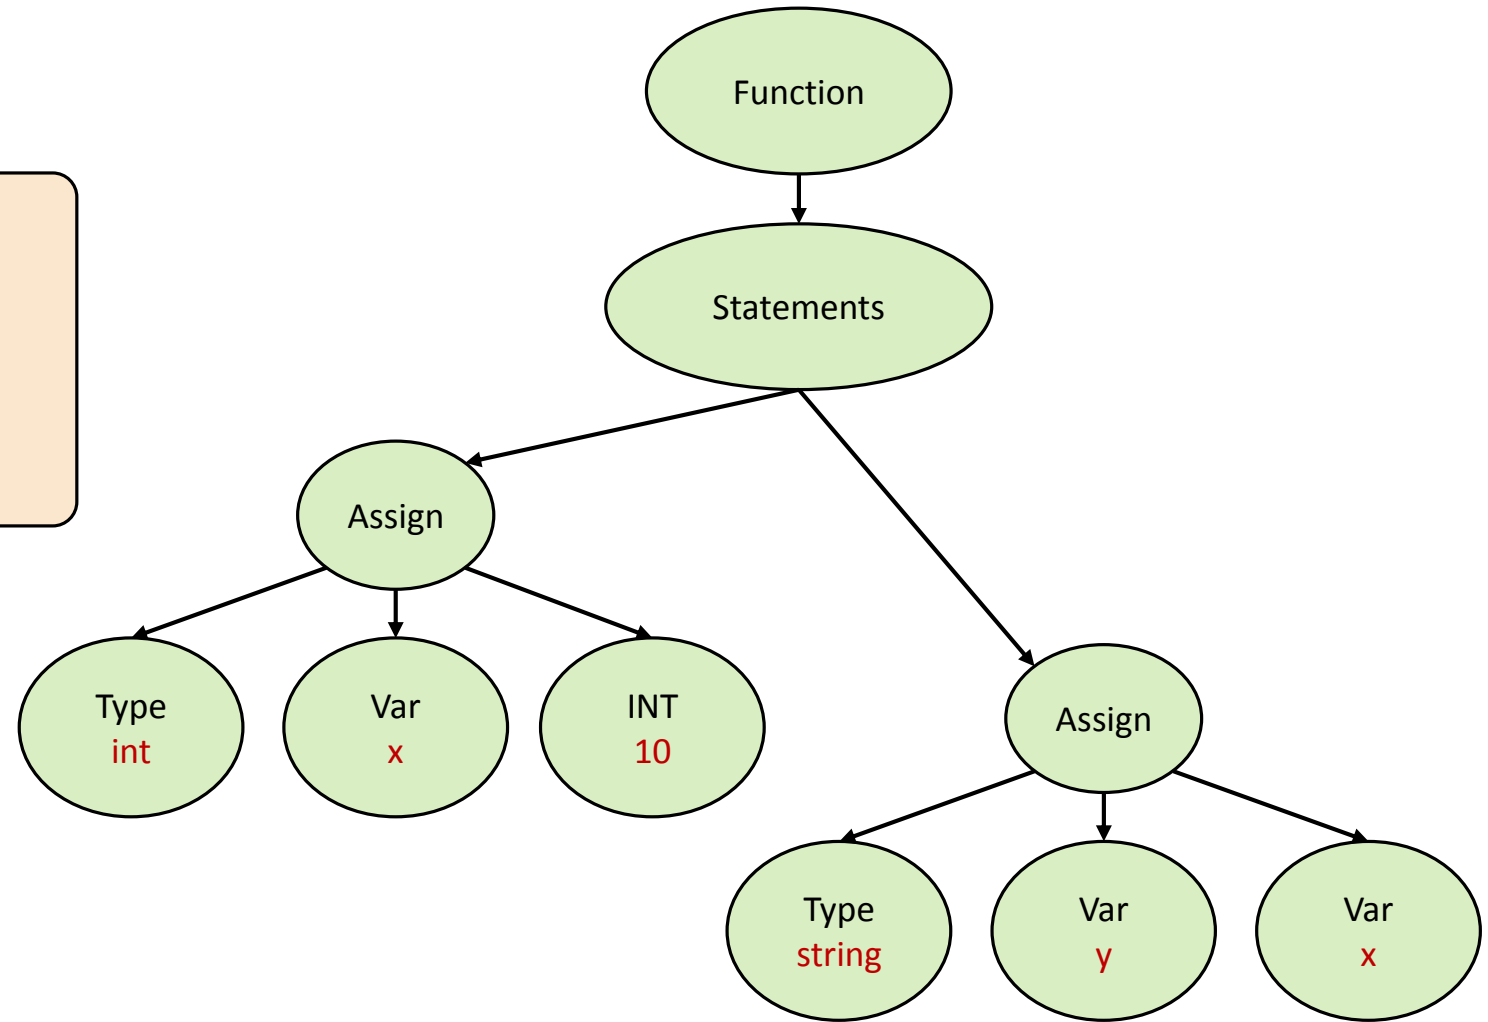 Function
Statements
Assign
Type
int
Var
x
INT
10
Assign
Type
string
Var
y
Var
x